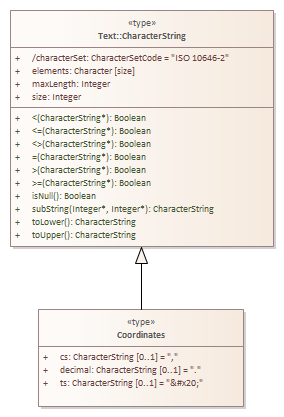 «type»
Text::CharacterString
+ /characterSet: CharacterSetCode = "ISO 10646-2"
+ elements: Character [size]
+ maxLength: Integer
+ size: Integer
+ <(CharacterString*): Boolean
+ <=(CharacterString*): Boolean
+ <>(CharacterString*): Boolean
+ =(CharacterString*): Boolean
+ >(CharacterString*): Boolean
+ >=(CharacterString*): Boolean
+ isNull(): Boolean
+ subString(Integer*, Integer*): CharacterString
+ toLower(): CharacterString
+ toUpper(): CharacterString
«type»
Coordinates
+ cs: CharacterString [0..1] = ","
+ decimal: CharacterString [0..1] = "."
+ ts: CharacterString [0..1] = "&#x20;"